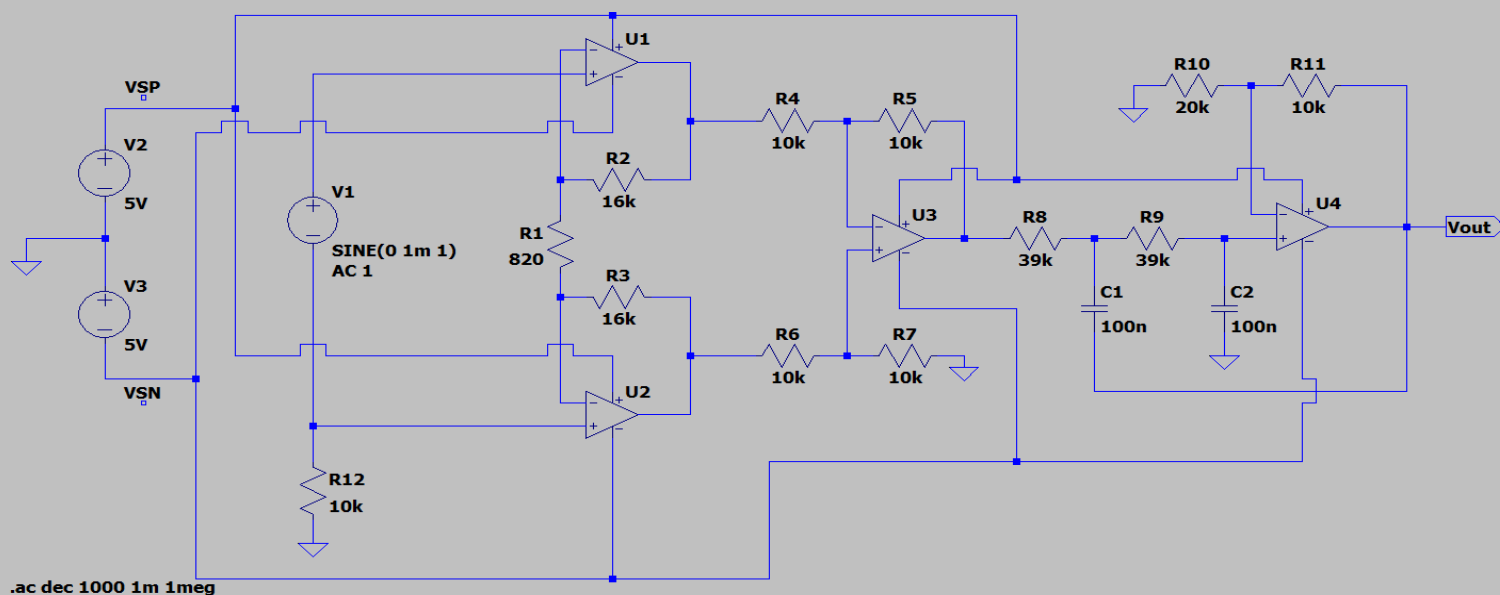 VSP
V2
5V
V3
5V
VSN
V1
SINE(0 1m 1)
AC 1
R12
10k
U1
R2
16k
R1
820
R3
16k
U2
R4
10k
R5
10k
R6
10k
R7
10k
U3
R8
39k
R9
39k
C1
100n
C2
100n
R10
20k
R11
10k
U4
Vout
.ac dec 1000 1m 1meg